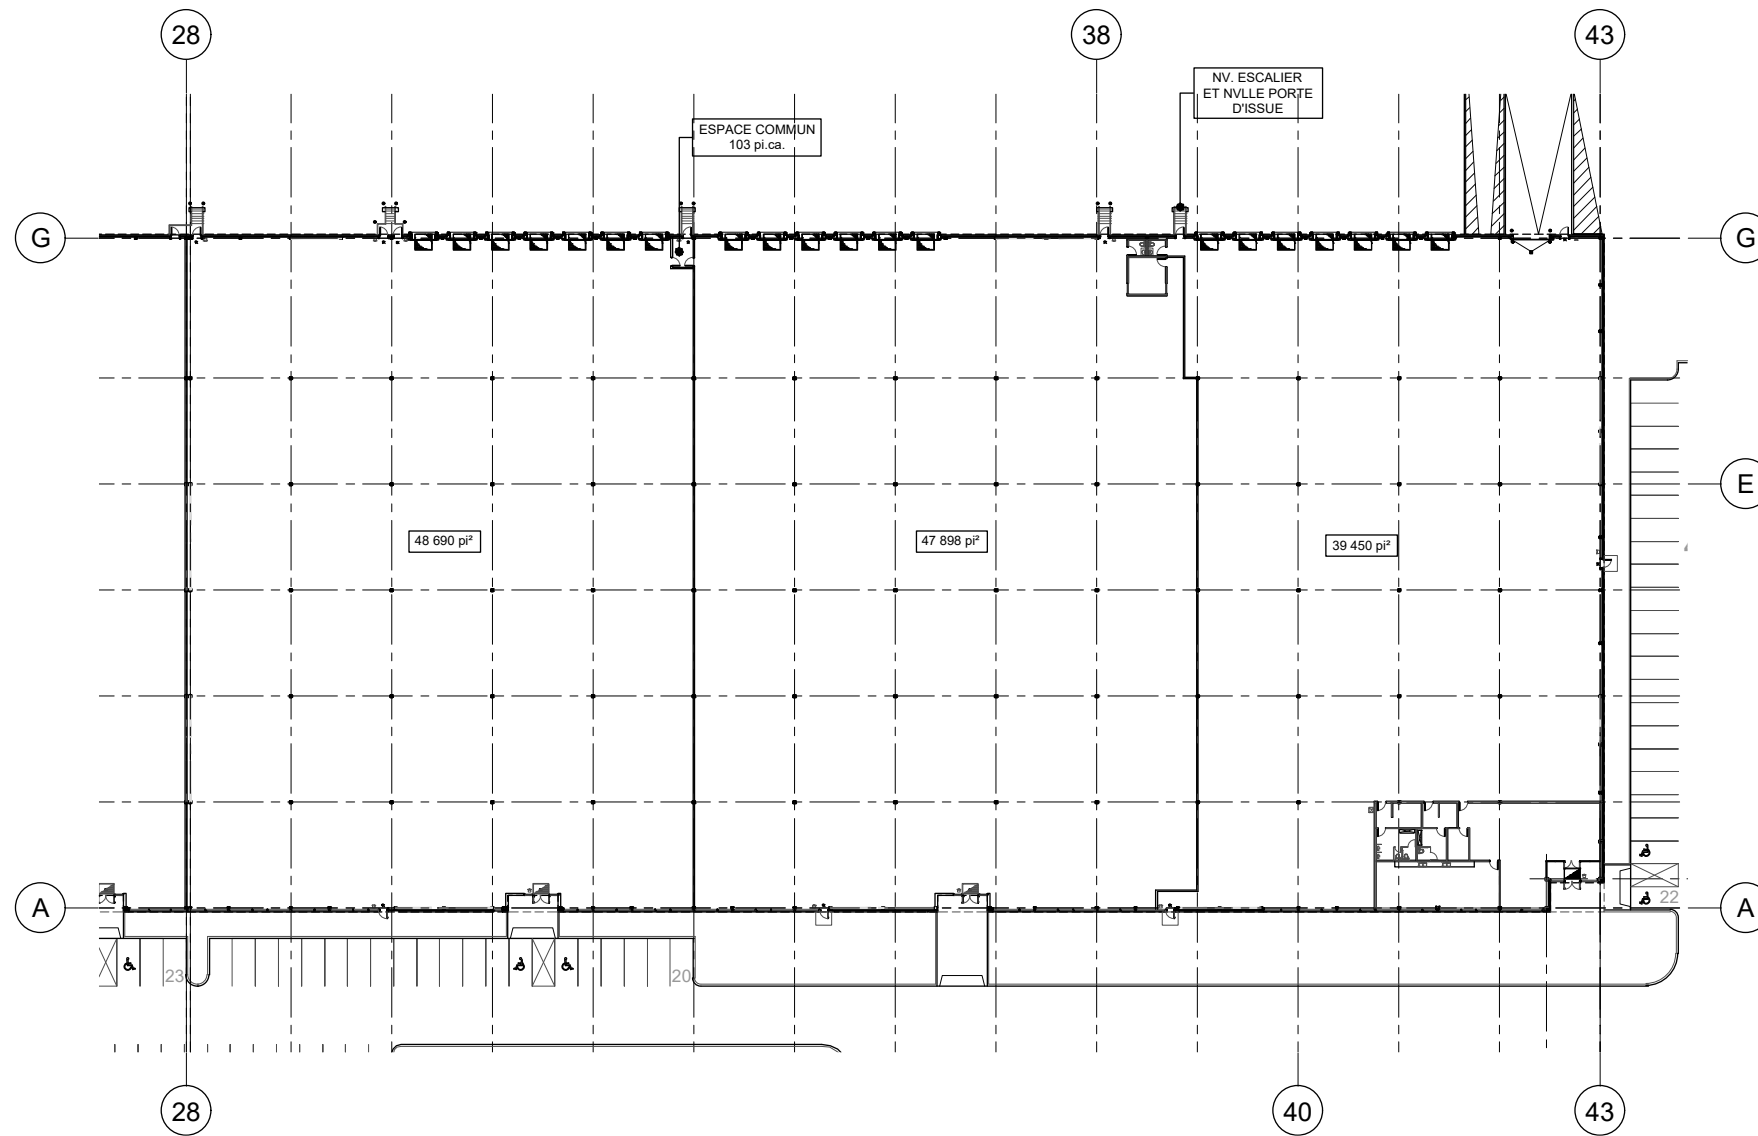 28
38
43
NV. ESCALIER
ET NVLLE PORTE
D'ISSUE
ESPACE COMMUN
103 pi.ca.
G
G
E
48 690 pi²
47 898 pi²
39 450 pi²
A
A
23
20
22
28
40
43